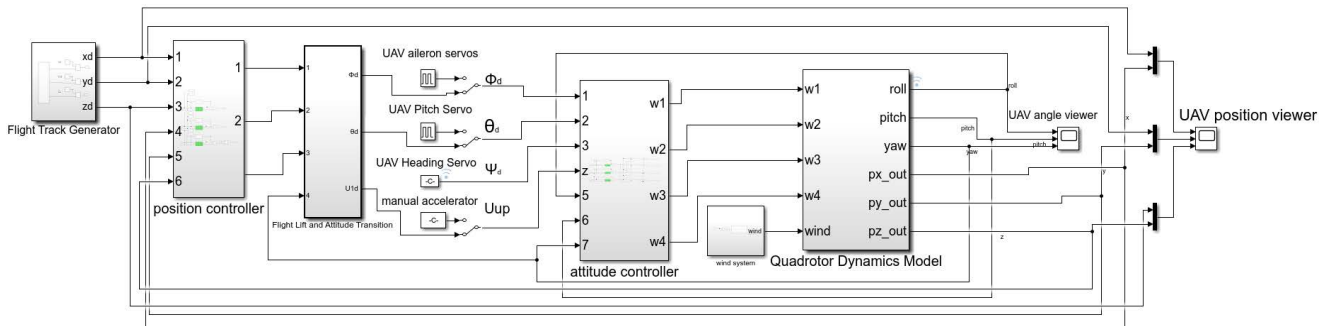 xd
yd
zd
Flight Track Generator
1
2
3
4
5
6
1
2
position controller
1
2
3
4
Φd
θd
U1d
Flight Lift and Attitude Transition
UAV aileron servos
Φd
UAV Pitch Servo
θd
UAV Heading Servo
-C-
Ψd
manual accelerator
-C-
Uup
1
2
3
z
5
6
7
w1
w2
w3
w4
attitude controller
wind
wind system
w1
w2
w3
w4
wind
roll
pitch
yaw
px_out
py_out
pz_out
Quadrotor Dynamics Model
roll
pitch
yaw
pitch
UAV angle viewer
x
y
z
UAV position viewer